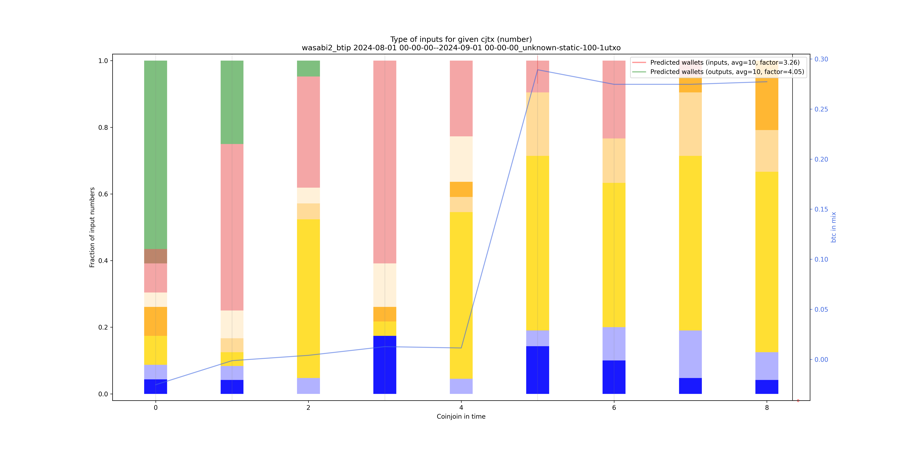 Type of inputs for given cjtx (number)
wasabi2_btip 2024-08-01 00-00-00--2024-09-01 00-00-00_unknown-static-100-1utxo
Predicted wallets (inputs, avg=10, factor=3.26)
Predicted wallets (outputs, avg=10, factor=4.05)
Fraction of input numbers
1.0
0.8
0.6
0.4
0.2
0.0
0.30
0.25
0.20
0.15
0.10
0.05
0.00
btc in mix
0 2 4 6 8
Coinjoin in time